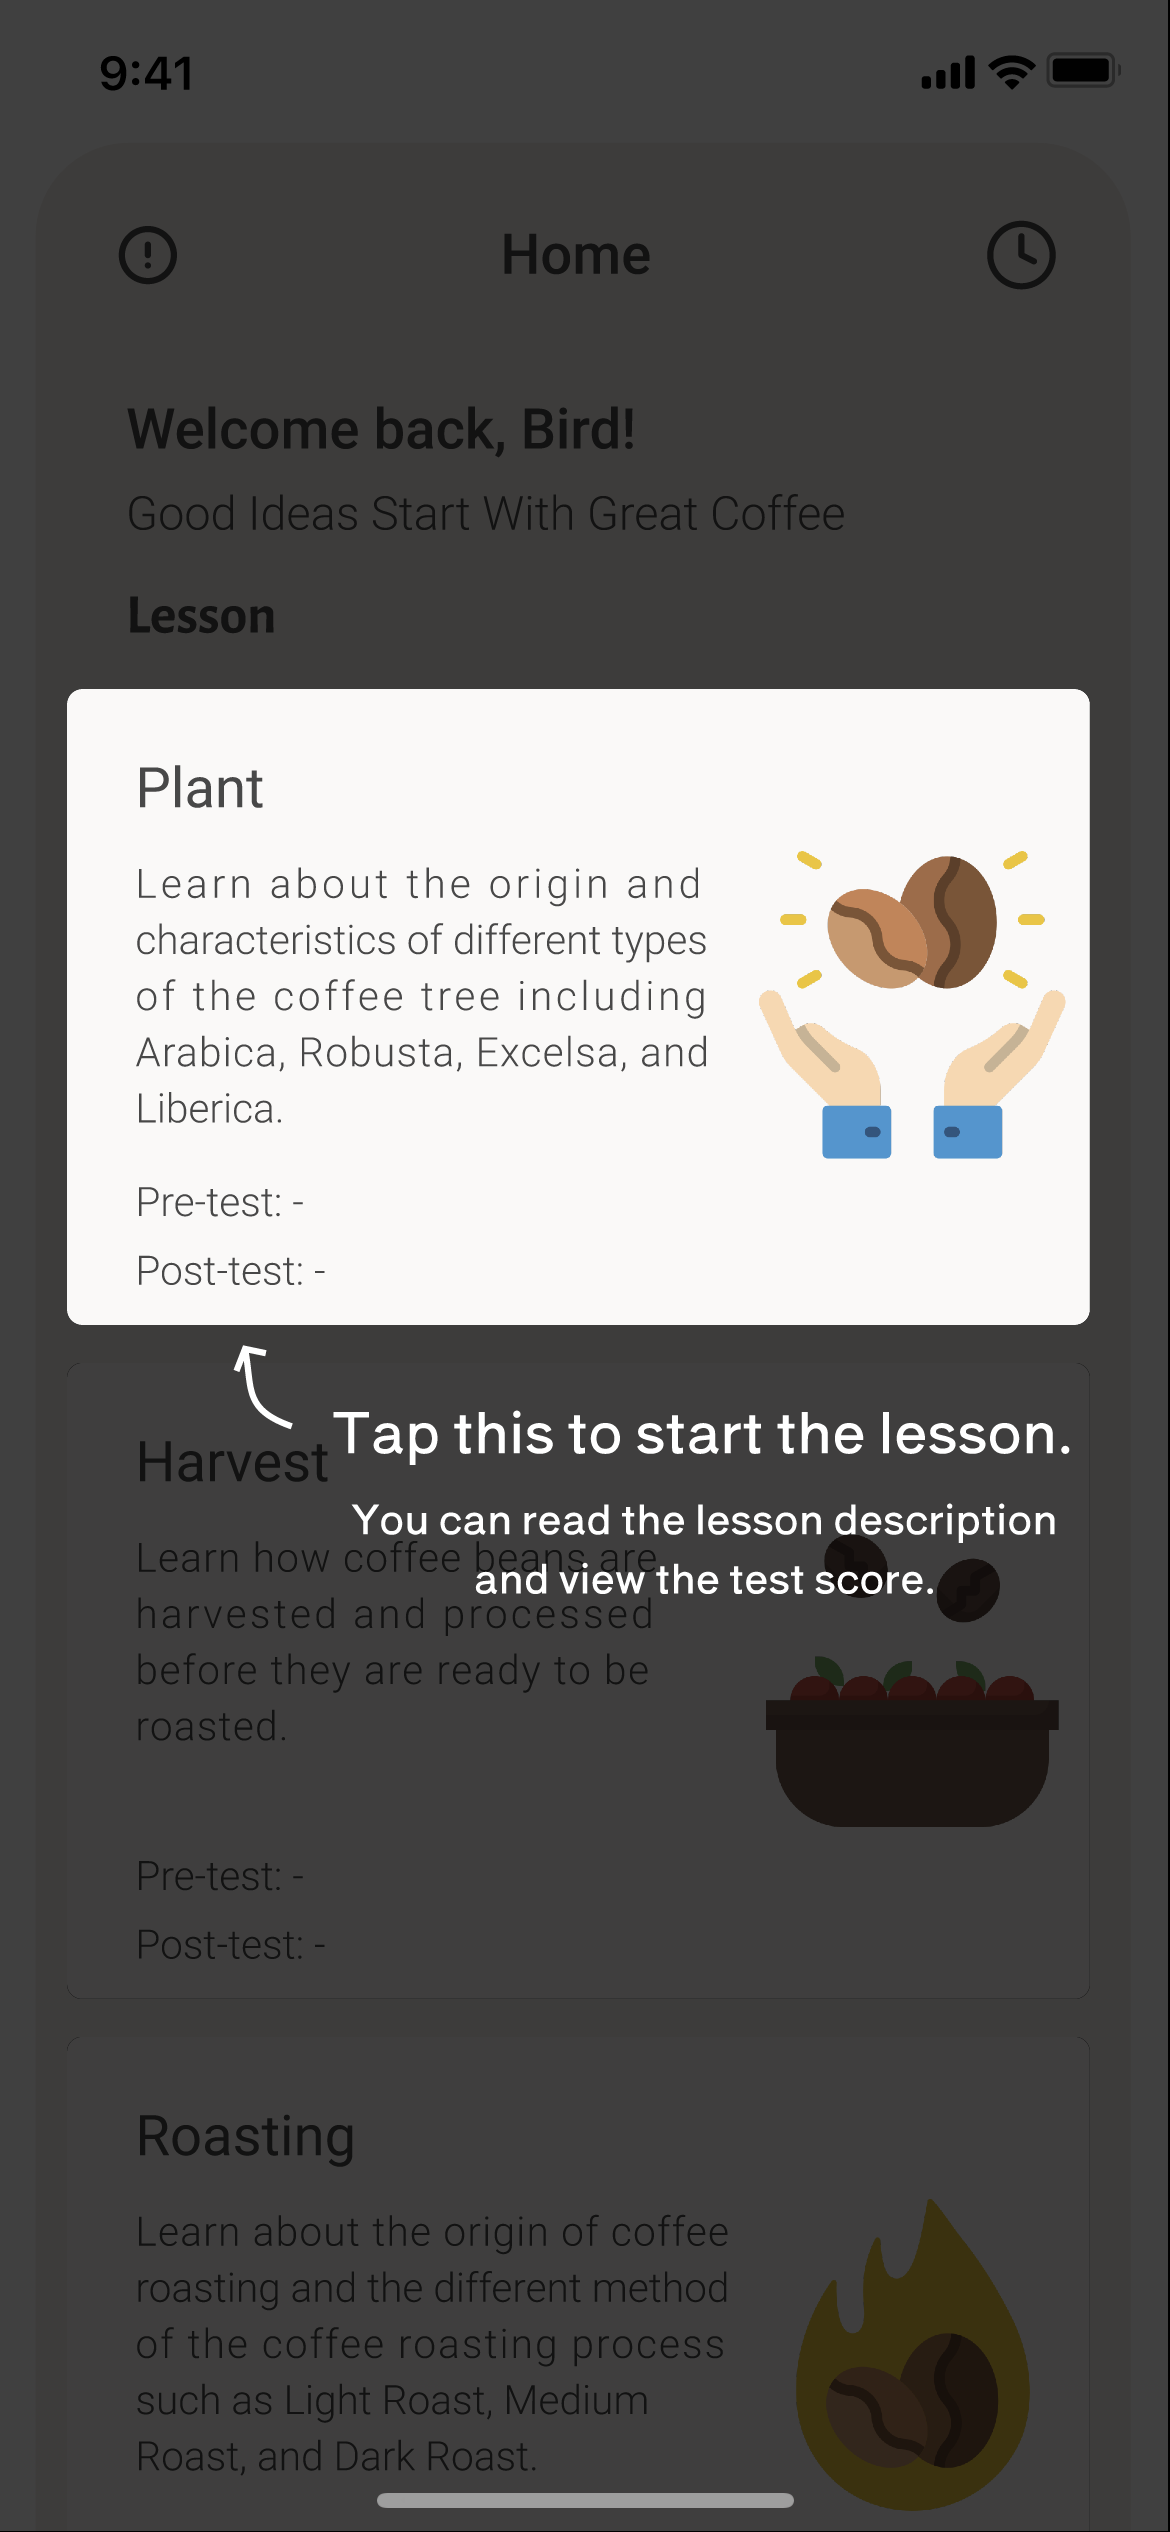 9:41
Home
Welcome back, Bird!
Good Ideas Start With Great Coffee
Lesson
Plant
Learn about the origin and
characteristics of different types
of the coffee tree including
Arabica, Robusta, Excelsa, and
Liberica.
Pre-test: -
Post-test: -
Tap this to start the lesson.
You can read the lesson description
and view the test score.
Harvest
Learn how coffee beans are
harvested and processed
before they are ready to be
roasted.
Pre-test: -
Post-test: -
Roasting
Learn about the origin of coffee
roasting and the different method
of the coffee roasting process
such as Light Roast, Medium
Roast, and Dark Roast.